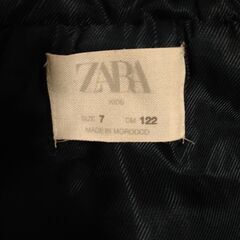 ZARA
KIDS
SIZE 7 CM 122
MADE IN MOROCCO